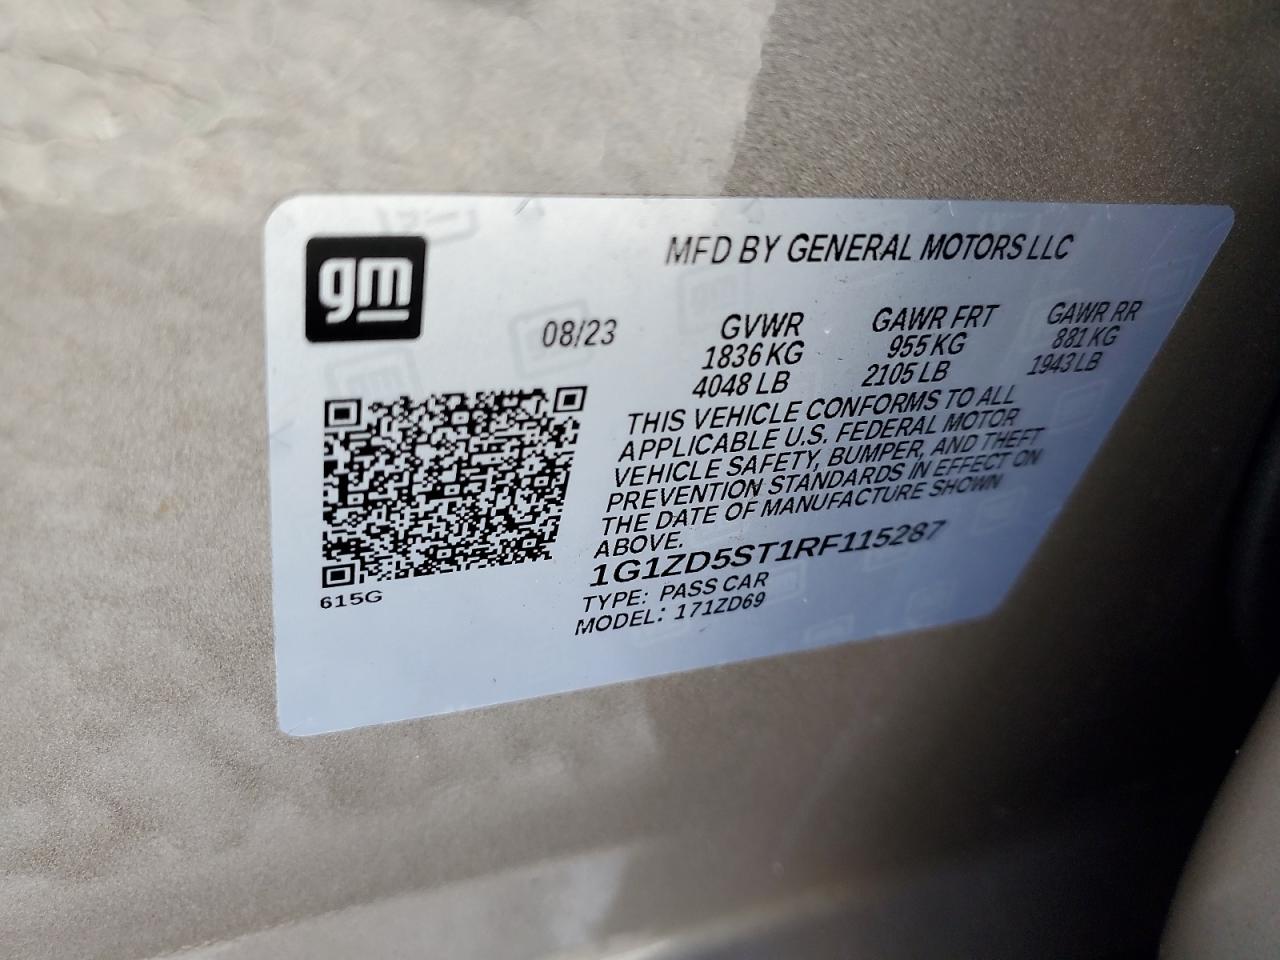 gm
MFD BY GENERAL MOTORS LLC
08/23 GVWR GAWR FRT GAWR RR
1836 KG 955 KG 881 KG
4048 LB 2105 LB 1943 LB
THIS VEHICLE CONFORMS TO ALL
APPLICABLE U.S. FEDERAL MOTOR
VEHICLE SAFETY, BUMPER, AND THEFT
PREVENTION STANDARDS IN EFFECT ON
THE DATE OF MANUFACTURE SHOWN
ABOVE.
1G1ZD5ST1RF115287
TYPE: PASS CAR
MODEL: 171ZD69
615G